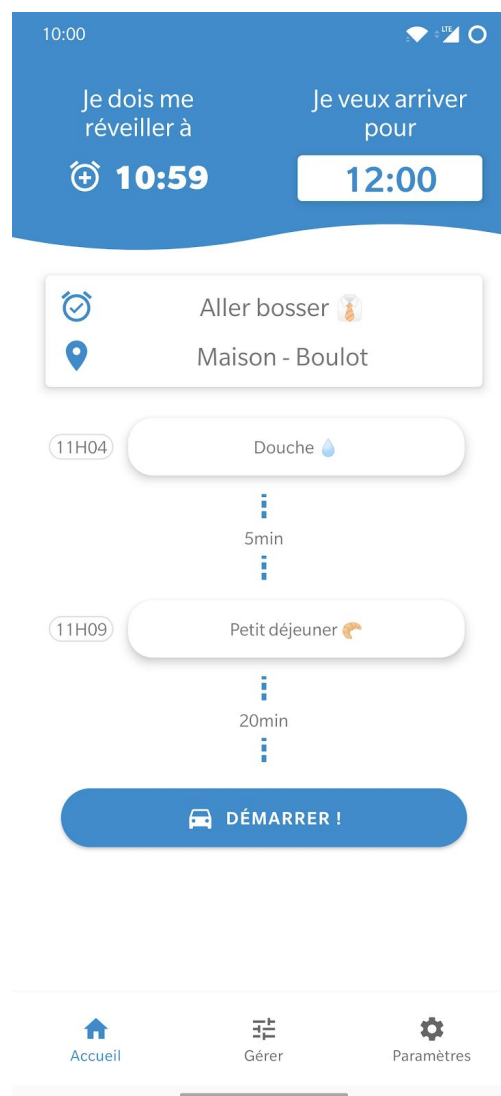 10:00
LTE
Je dois me
réveiller à
10:59
Je veux arriver
pour
12:00
Aller bosser 👔
Maison - Boulot
11H04
Douche 💧
5min
11H09
Petit déjeuner 🥐
20min
DÉMARRER !
Accueil
Gérer
Paramètres